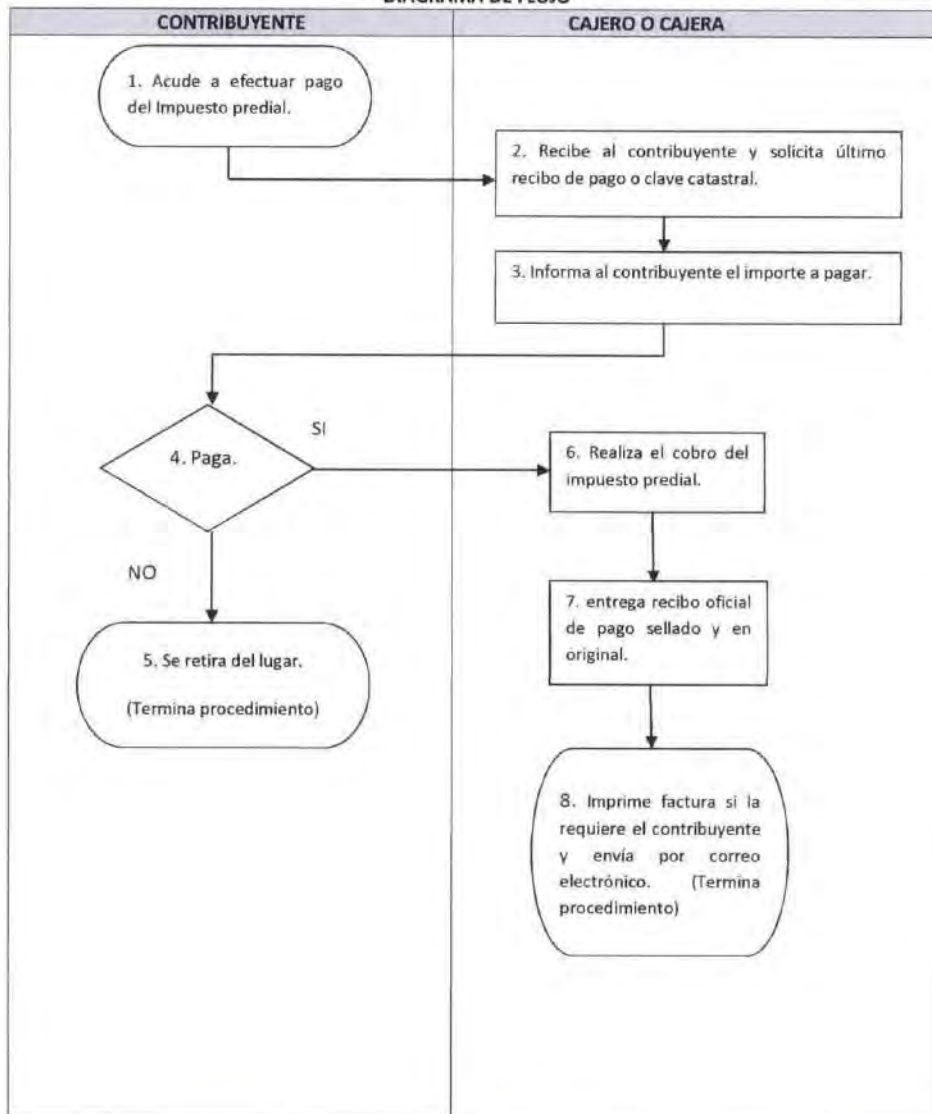 DIAGRAMA DE FLUJO
CONTRIBUYENTE
CAJERO O CAJERA
1. Acude a efectuar pago
del Impuesto predial.
2. Recibe al contribuyente y solicita último
recibo de pago o clave catastral.
3. Informa al contribuyente el importe a pagar.
4. Paga.
SI
NO
5. Se retira del lugar.
(Termina procedimiento)
6. Realiza el cobro del
impuesto predial.
7. entrega recibo oficial
de pago sellado y en
original.
8. Imprime factura si la
requiere el contribuyente
y envía por correo
electrónico. (Termina
procedimiento)